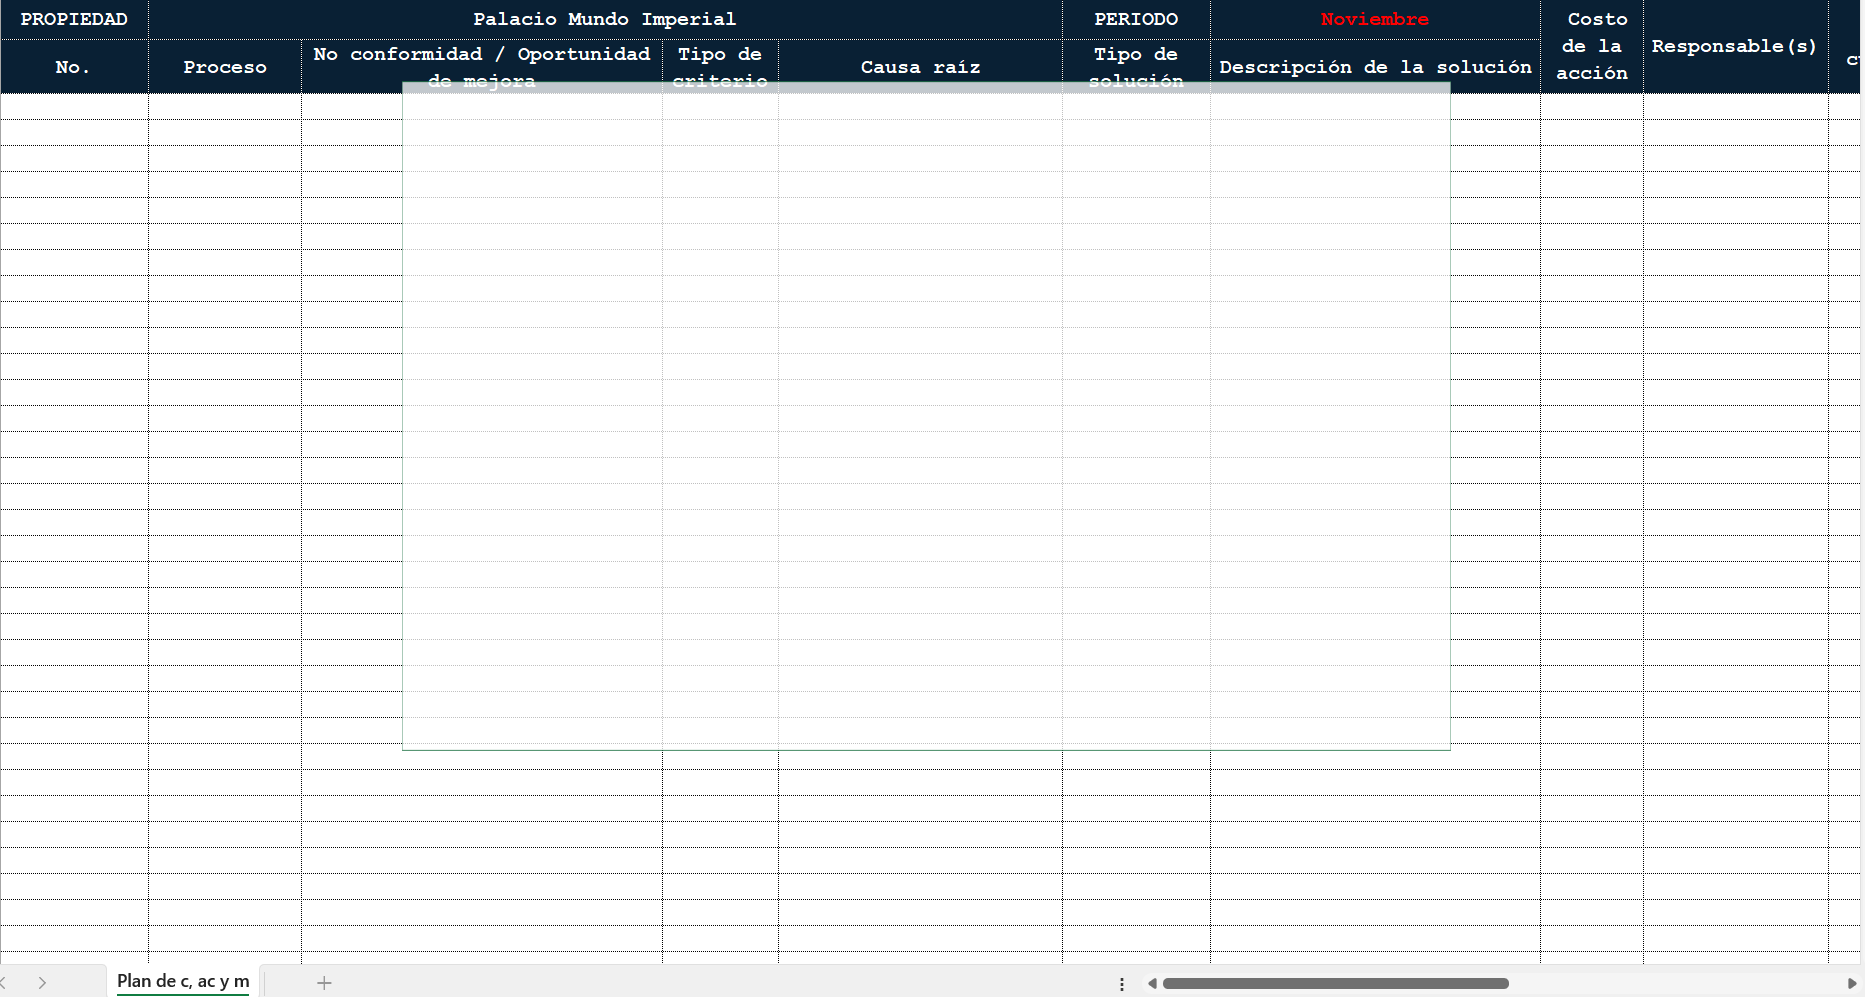 PROPIEDAD Palacio Mundo Imperial PERIODO Noviembre Costo de la acción Responsable(s)
No. Proceso No conformidad / Oportunidad de mejora Tipo de criterio Causa raíz Tipo de solución Descripción de la solución
Plan de c, ac y m